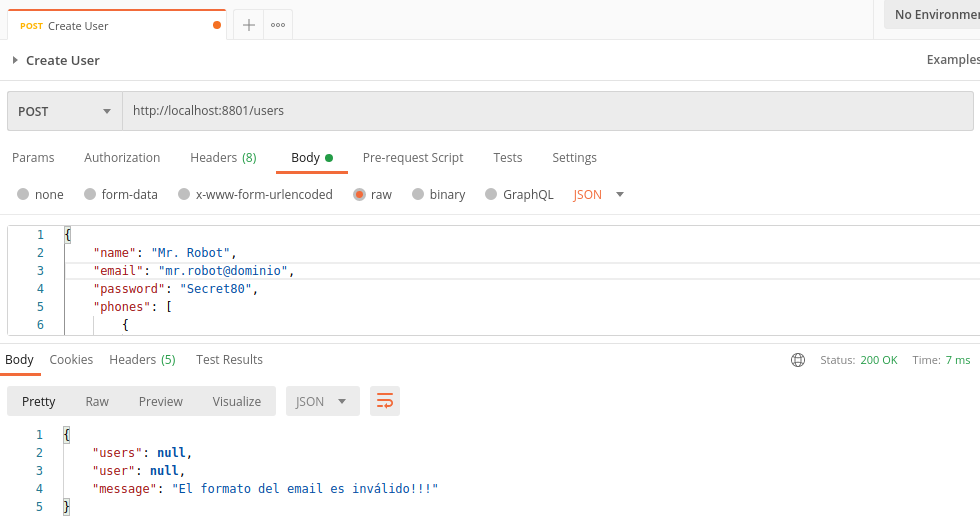 POST Create User
No Environmen
Create User
Examples
POST http://localhost:8801/users
Params Authorization Headers (8) Body Pre-request Script Tests Settings
none form-data x-www-form-urlencoded raw binary GraphQL JSON
1 {
2 "name": "Mr. Robot",
3 "email": "mr.robot@dominio",
4 "password": "Secret80",
5 "phones": [
6 {
Body Cookies Headers (5) Test Results Status: 200 OK Time: 7 ms
Pretty Raw Preview Visualize JSON
1 {
2 "users": null,
3 "user": null,
4 "message": "El formato del email es inválido!!!"
5 }